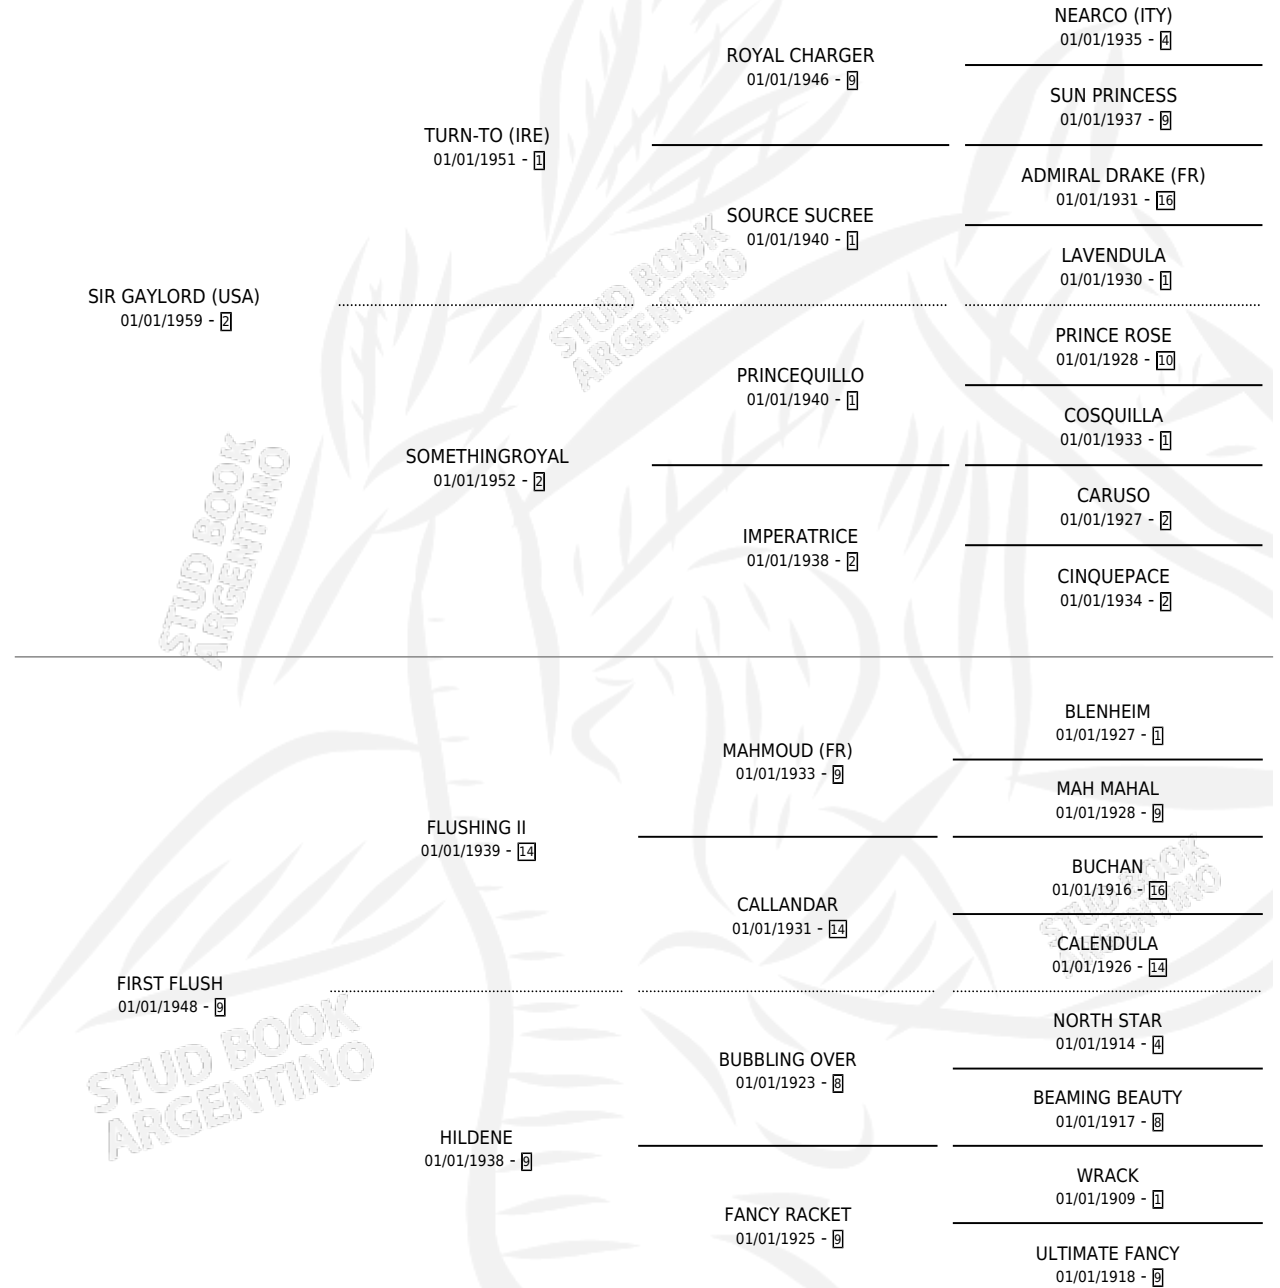 NEARCO (ITY)
01/01/1935 - 4
ROYAL CHARGER
01/01/1946 - 9
SUN PRINCESS
01/01/1937 - 9
TURN-TO (IRE)
01/01/1951 - 1
ADMIRAL DRAKE (FR)
01/01/1931 - 16
SOURCE SUCREE
01/01/1940 - 1
LAVENDULA
01/01/1930 - 1
SIR GAYLORD (USA)
01/01/1959 - 2
PRINCE ROSE
01/01/1928 - 10
PRINCEQUILLO
01/01/1940 - 1
COSQUILLA
01/01/1933 - 1
SOMETHINGROYAL
01/01/1952 - 2
CARUSO
01/01/1927 - 2
IMPERATRICE
01/01/1938 - 2
CINQUEPACE
01/01/1934 - 2
BLENHEIM
01/01/1927 - 1
MAHMOUD (FR)
01/01/1933 - 9
MAH MAHAL
01/01/1928 - 9
FLUSHING II
01/01/1939 - 14
BUCHAN
01/01/1916 - 16
CALLANDAR
01/01/1931 - 14
CALENDULA
01/01/1926 - 14
FIRST FLUSH
01/01/1948 - 9
NORTH STAR
01/01/1914 - 4
BUBBLING OVER
01/01/1923 - 8
BEAMING BEAUTY
01/01/1917 - 8
HILDENE
01/01/1938 - 9
WRACK
01/01/1909 - 1
FANCY RACKET
01/01/1925 - 9
ULTIMATE FANCY
01/01/1918 - 9
STUD BOOK
ARGENTINO
STUD BOOK
ARGENTINO
STUD BOOK
ARGENTINO
STUD BOOK
ARGENTINO